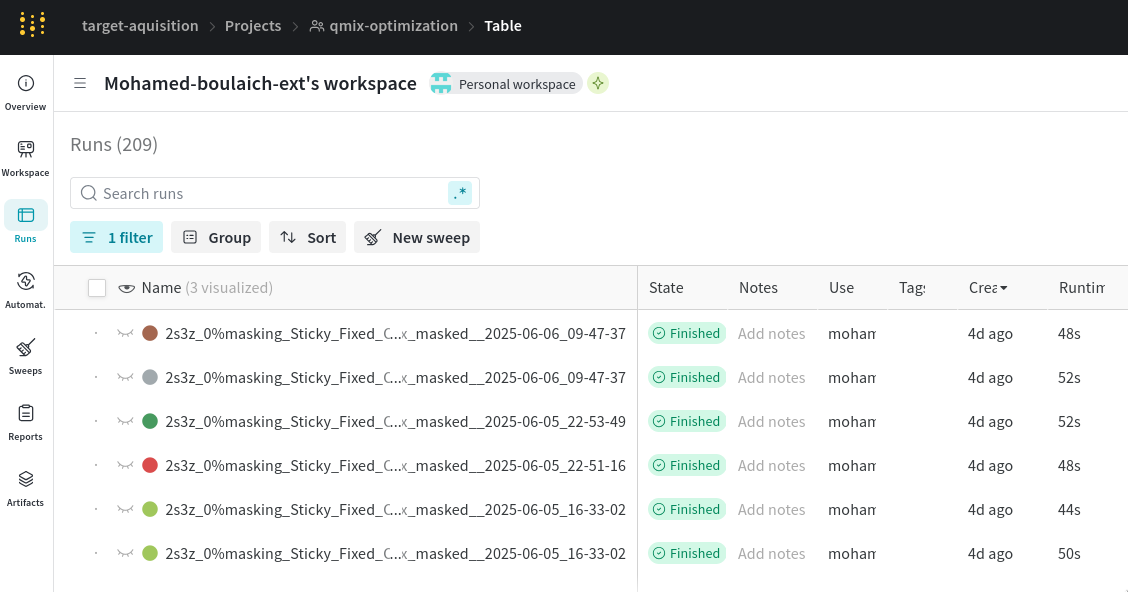 target-aquisition > Projects > qmix-optimization > Table
Mohamed-boulaich-ext's workspace Personal workspace
Overview
Workspace
Runs
Automat.
Sweeps
Reports
Artifacts
Runs (209)
Search runs .*
1 filter Group Sort New sweep
Name (3 visualized) State Notes Use Tags Crea Runtim
2s3z_0%masking_Sticky_Fixed_C...x_masked__2025-06-06_09-47-37 Finished Add notes moham 4d ago 48s
2s3z_0%masking_Sticky_Fixed_C...x_masked__2025-06-06_09-47-37 Finished Add notes moham 4d ago 52s
2s3z_0%masking_Sticky_Fixed_C...x_masked__2025-06-05_22-53-49 Finished Add notes moham 4d ago 52s
2s3z_0%masking_Sticky_Fixed_C...x_masked__2025-06-05_22-51-16 Finished Add notes moham 4d ago 48s
2s3z_0%masking_Sticky_Fixed_C...x_masked__2025-06-05_16-33-02 Finished Add notes moham 4d ago 44s
2s3z_0%masking_Sticky_Fixed_C...x_masked__2025-06-05_16-33-02 Finished Add notes moham 4d ago 50s